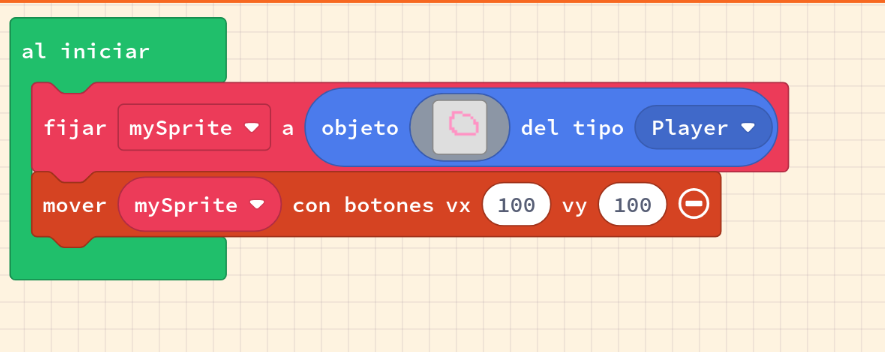 al iniciar
fijar mySprite a objeto del tipo Player
mover mySprite con botones vx 100 vy 100